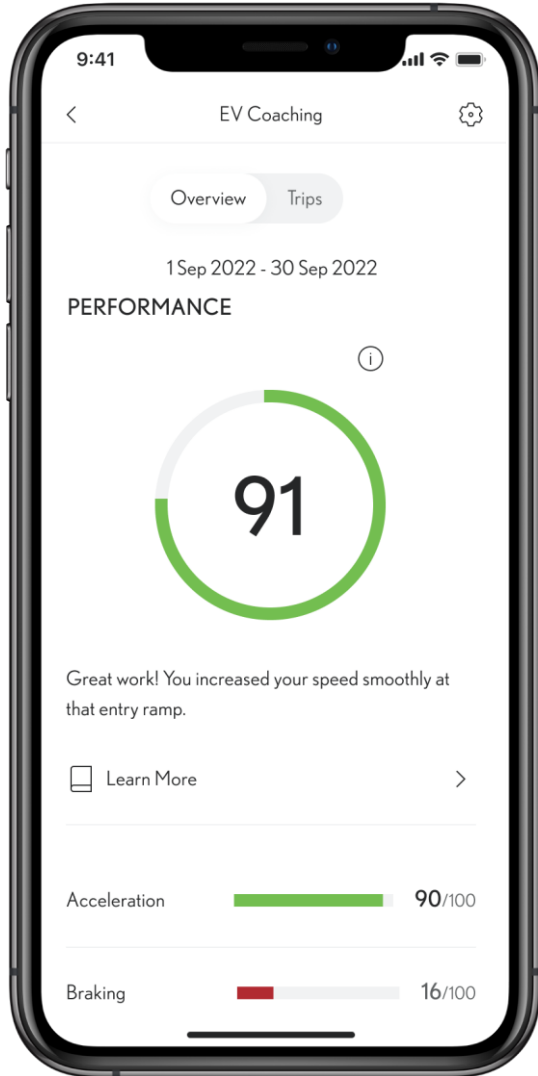 9:41
EV Coaching
Overview Trips
1 Sep 2022 - 30 Sep 2022
PERFORMANCE
i
91
Great work! You increased your speed smoothly at
that entry ramp.
Learn More
Acceleration 90/100
Braking 16/100